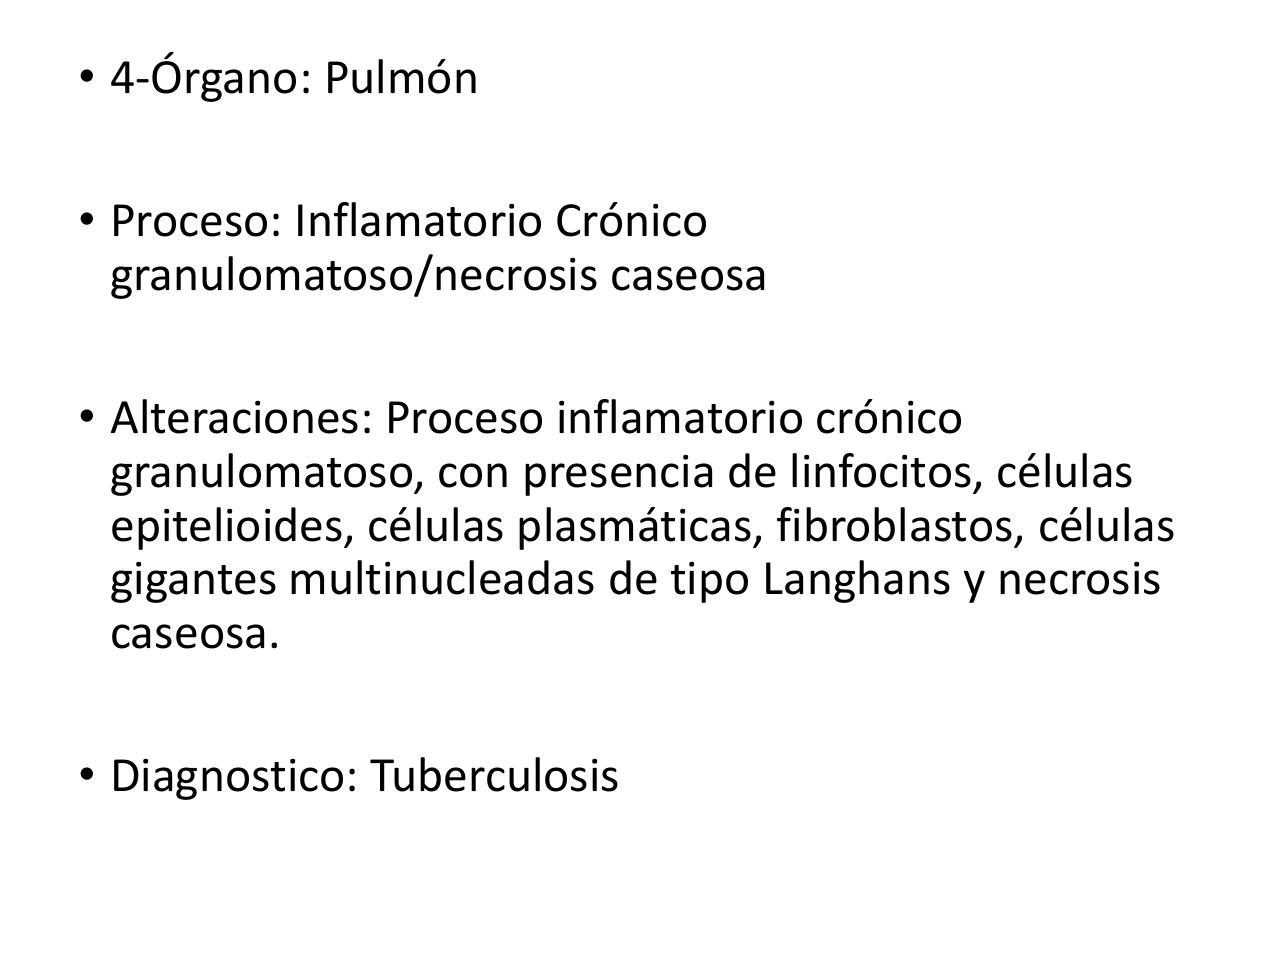 • 4-Órgano: Pulmón
• Proceso: Inflamatorio Crónico
granulomatoso/necrosis caseosa
• Alteraciones: Proceso inflamatorio crónico
granulomatoso, con presencia de linfocitos, células
epitelioides, células plasmáticas, fibroblastos, células
gigantes multinucleadas de tipo Langhans y necrosis
caseosa.
• Diagnostico: Tuberculosis